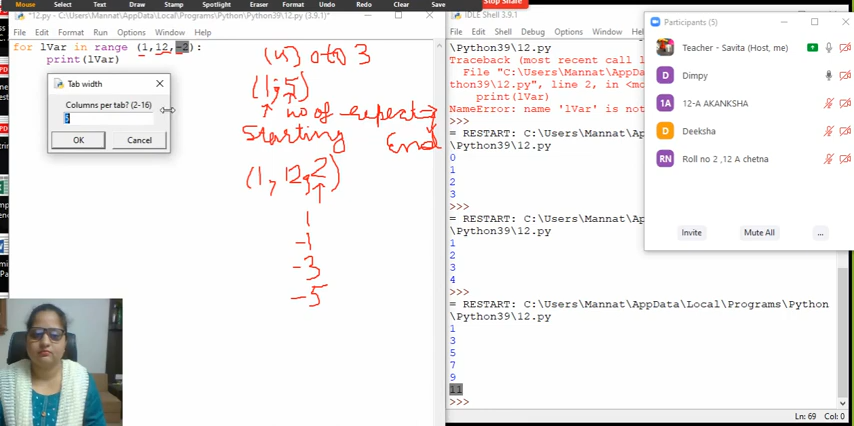 Mouse Select Text Draw Stamp Spotlight Eraser Format Undo Redo Clear Save
Stop Share
*12.py - C:\Users\Mannat\AppData\Local\Programs\Python\Python39\12.py (3.9.1)*
File Edit Format Run Options Window Help
for lVar in range (1,12,-2):
print(lVar)
Tab width
Columns per tab? (2-16)
5
OK Cancel
(n) 0 to 3
(1,5)
no of repeat
starting
End
(1,12,2)
1
-1
-3
-5
IDLE Shell 3.9.1
File Edit Shell Debug
\Python39\12.py
Traceback (most recent call l
File "C:\Users\Mannat\AppDat
thon39\12.py", line 2, in <mo
print(lVar)
NameError: name 'lVar' is not
>>>
= RESTART: C:\Users\Mannat\Ap
\Python39\12.py
0
1
2
3
>>>
= RESTART: C:\Users\Mannat\Ap
\Python39\12.py
1
2
3
4
>>>
= RESTART: C:\Users\Mannat\AppData\Local\Programs\Python
\Python39\12.py
1
3
5
7
9
11
>>>
Ln: 69 Col: 0
Participants (5)
Teacher - Savita (Host, me)
D Dimpy
1A 12-A AKANKSHA
D Deeksha
RN Roll no 2 ,12 A chetna
Invite Mute All ...